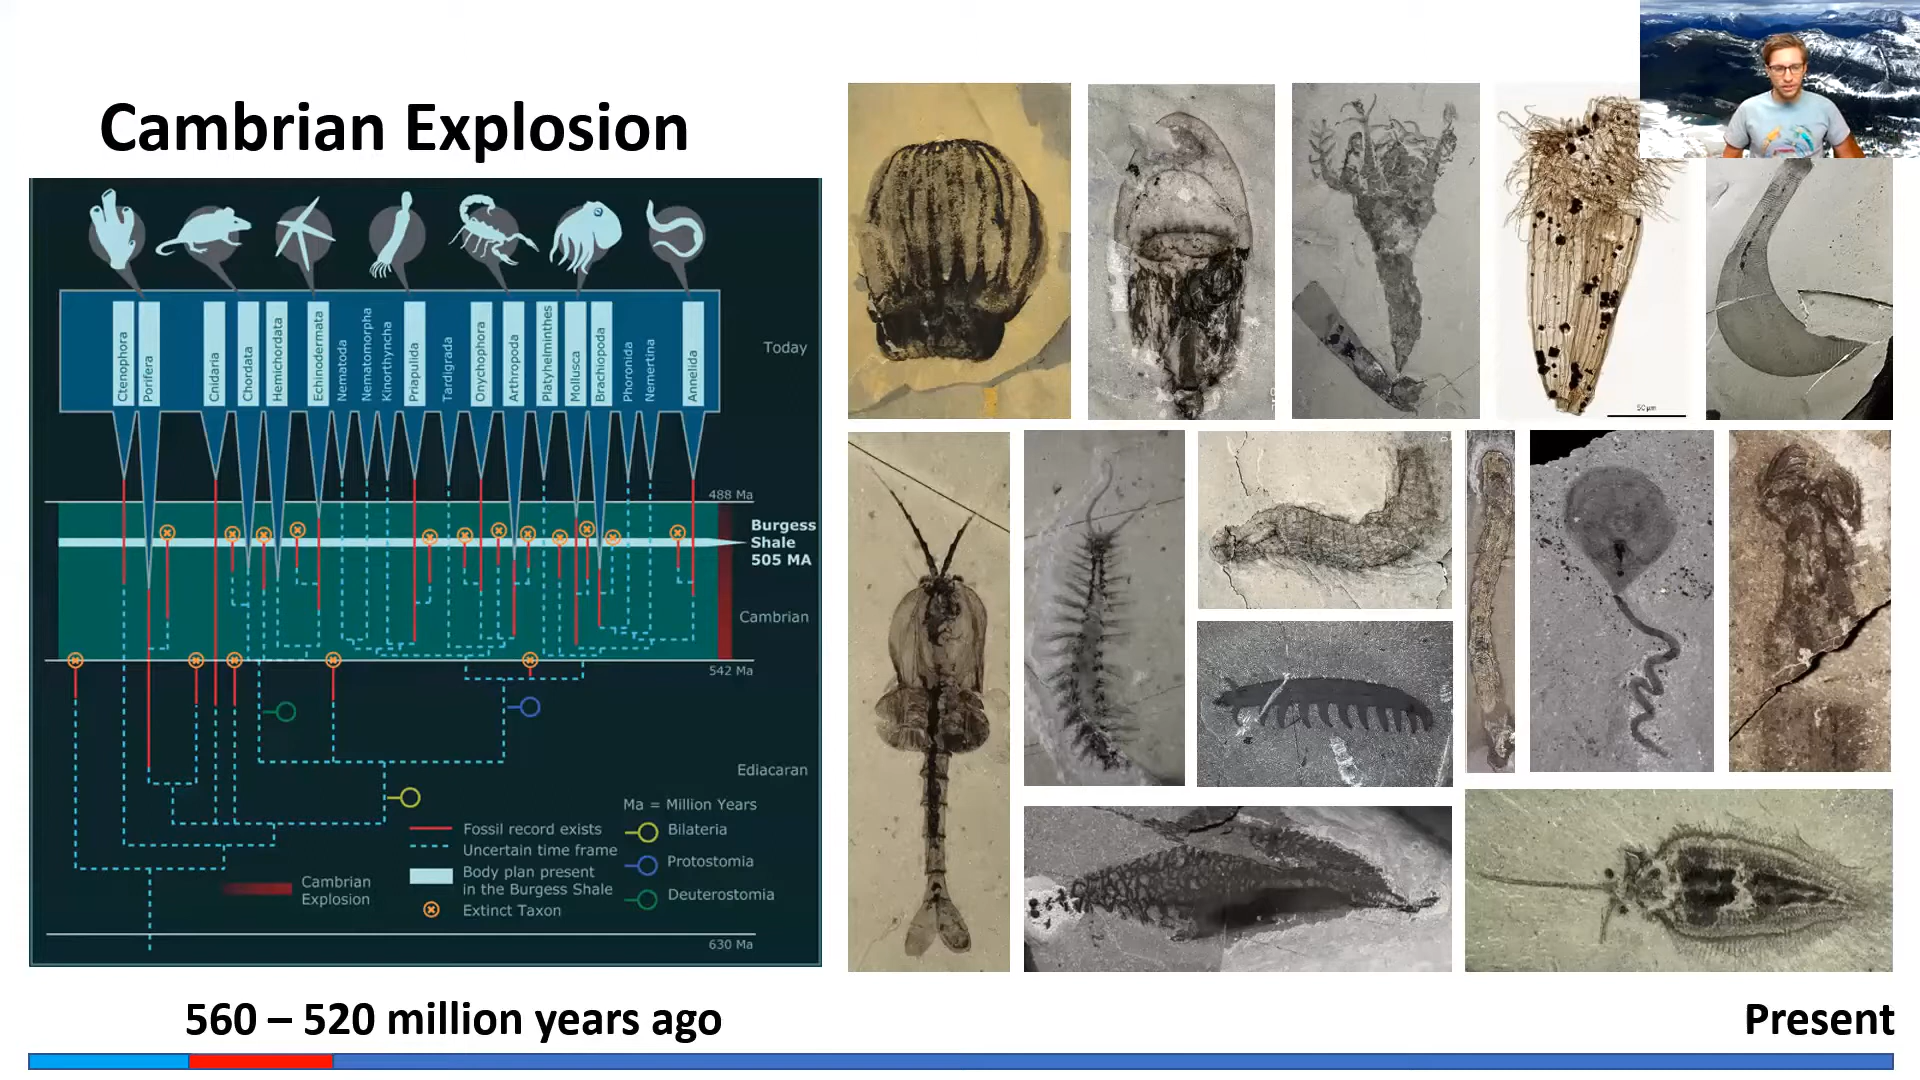 Cambrian Explosion
Ctenophora
Porifera
Cnidaria
Chordata
Hemichordata
Echinodermata
Nematoda
Nematomorpha
Kinorhyncha
Priapulida
Tardigrada
Onychophora
Arthropoda
Platyhelminthes
Mollusca
Brachiopoda
Phoronida
Nemertina
Annelida
Today
488 Ma
Burgess
Shale
505 MA
Cambrian
542 Ma
Ediacaran
Ma = Million Years
Fossil record exists
Uncertain time frame
Body plan present
in the Burgess Shale
Extinct Taxon
Bilateria
Protostomia
Deuterostomia
Cambrian
Explosion
630 Ma
50 µm
560 – 520 million years ago
Present